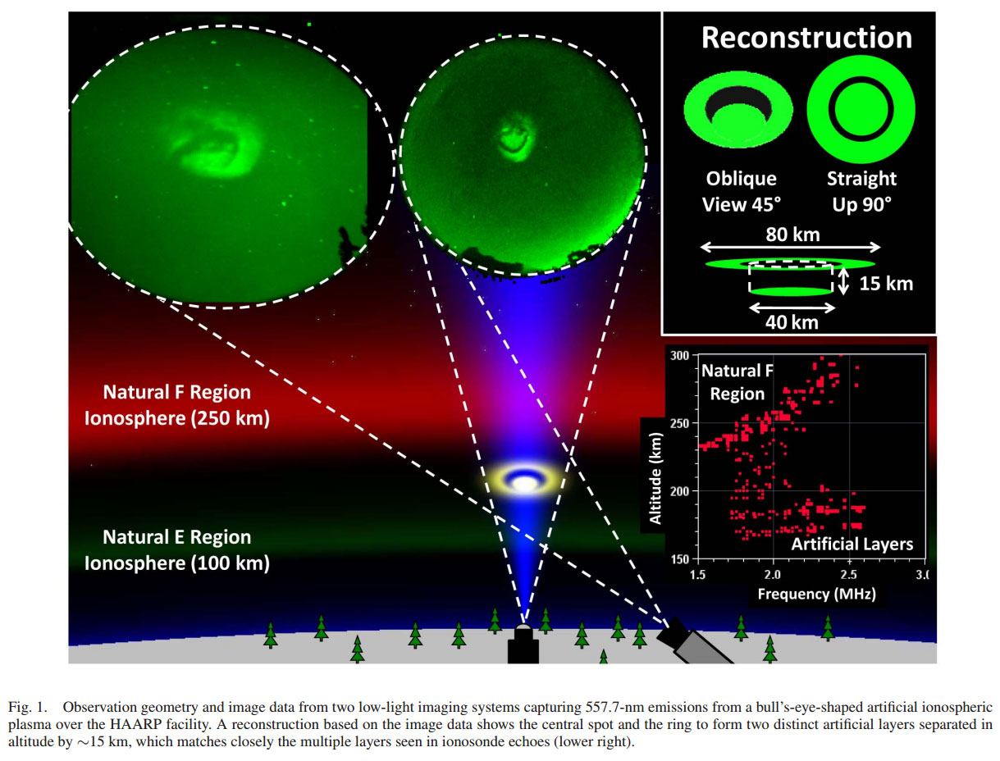 Reconstruction
Oblique
View 45°
Straight
Up 90°
80 km
15 km
40 km
Natural F Region
Ionosphere (250 km)
Natural E Region
Ionosphere (100 km)
300
250
200
150
Altitude (km)
Natural F
Region
Artificial Layers
1.5
2.0
2.5
3.0
Frequency (MHz)
Fig. 1. Observation geometry and image data from two low-light imaging systems capturing 557.7-nm emissions from a bull’s-eye-shaped artificial ionospheric
plasma over the HAARP facility. A reconstruction based on the image data shows the central spot and the ring to form two distinct artificial layers separated in
altitude by ∼15 km, which matches closely the multiple layers seen in ionosonde echoes (lower right).